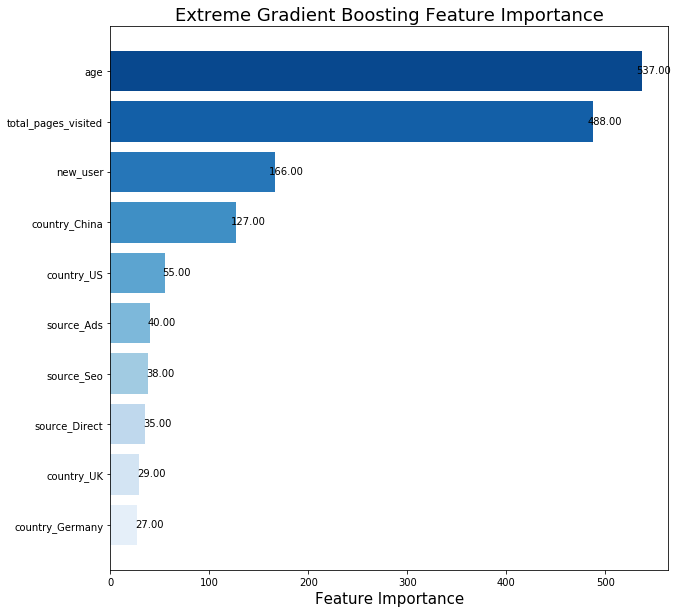 Extreme Gradient Boosting Feature Importance
age 537.00
total_pages_visited 488.00
new_user 166.00
country_China 127.00
country_US 55.00
source_Ads 40.00
source_Seo 38.00
source_Direct 35.00
country_UK 29.00
country_Germany 27.00
0 100 200 300 400 500
Feature Importance